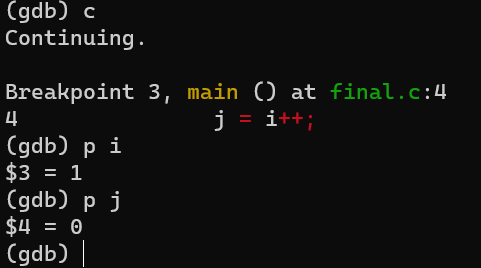 (gdb) c
Continuing.
Breakpoint 3, main () at final.c:4
4               j = i++;
(gdb) p i
$3 = 1
(gdb) p j
$4 = 0
(gdb)